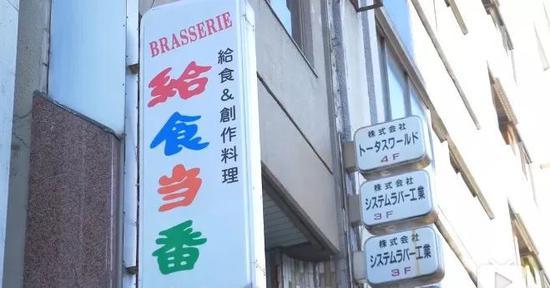 BRASSERIE
給食当番
給食&創作料理
株式会社
トータスワールド
4F
株式会社
システムラバー工業
3F
株式会社
システムラバー工業
3F